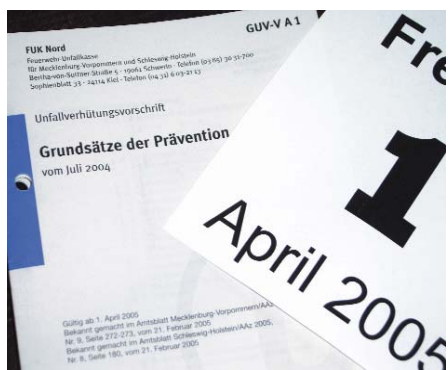 GUV-V A 1
FUK Nord
Feuerwehr-Unfallkasse
für Mecklenburg-Vorpommern und Schleswig-Holstein
Bertha-von-Suttner-Straße 5 · 19061 Schwerin · Telefon (03 85) 30 31-700
Sophienblatt 33 · 24114 Kiel · Telefon (04 31) 6 03-21 13
Unfallverhütungsvorschrift
Grundsätze der Prävention
vom Juli 2004
Gültig ab 1. April 2005
Bekannt gemacht im Amtsblatt Mecklenburg-Vorpommern/AAz
Nr. 9, Seite 272-273, vom 21. Februar 2005
Bekannt gemacht im Amtsblatt Schleswig-Holstein/AAz 2005,
Nr. 8, Seite 180, vom 21. Februar 2005
Fre
1
April 2005